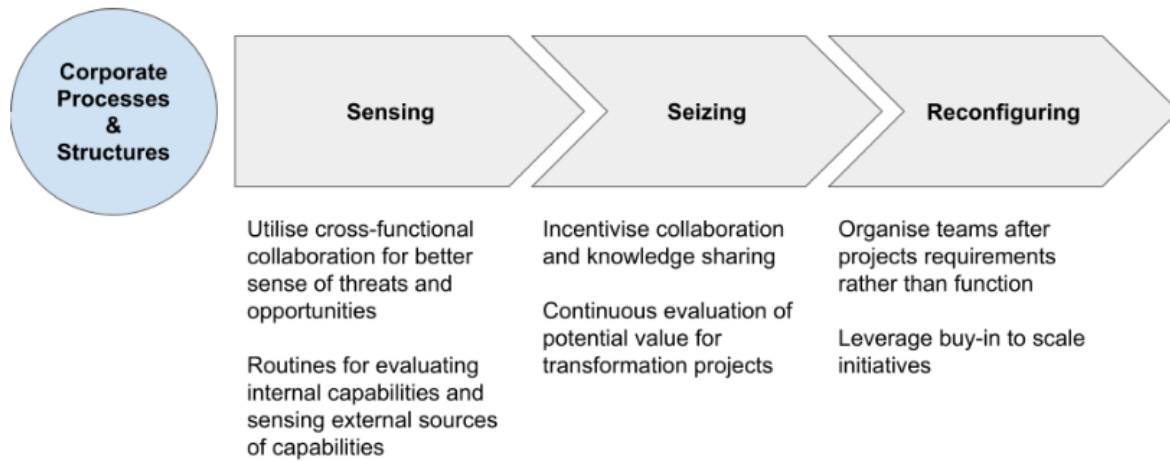 Corporate
Processes
&
Structures
Sensing
Seizing
Reconfiguring
Utilise cross-functional
collaboration for better
sense of threats and
opportunities
Routines for evaluating
internal capabilities and
sensing external sources
of capabilities
Incentivise collaboration
and knowledge sharing
Continuous evaluation of
potential value for
transformation projects
Organise teams after
projects requirements
rather than function
Leverage buy-in to scale
initiatives